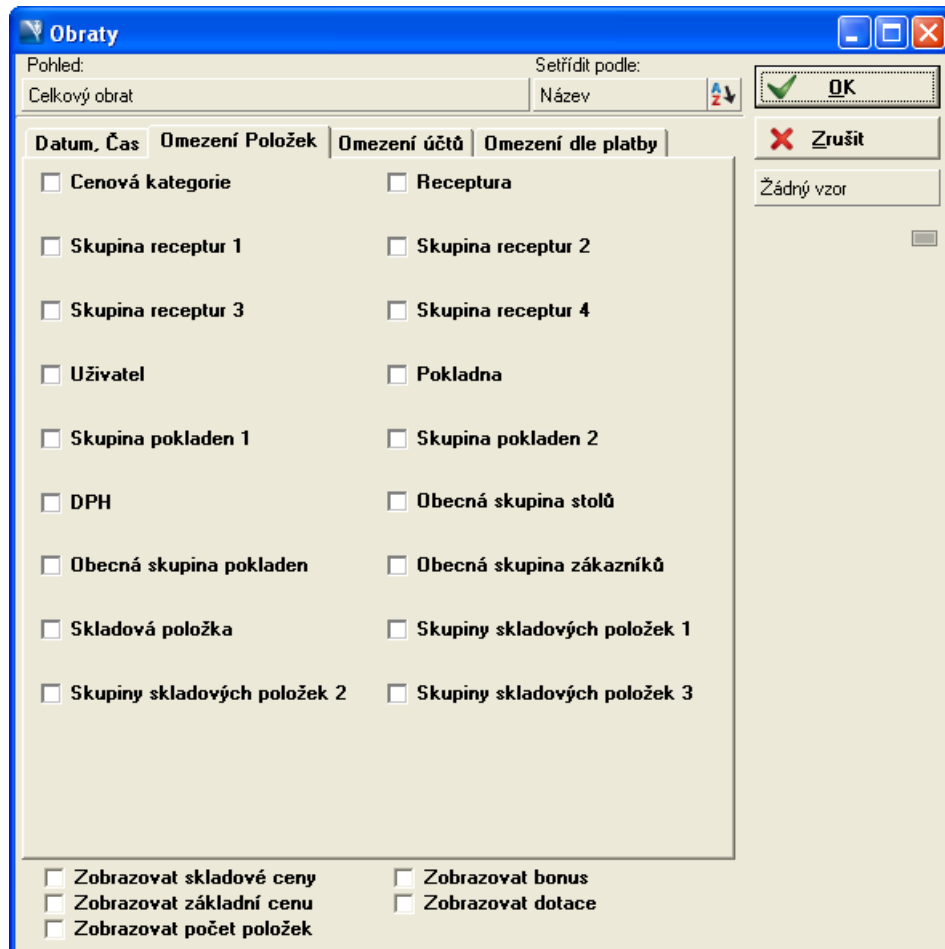 Obraty
Pohled: Setřídit podle:
Celkový obrat Název
OK
Zrušit
Žádný vzor
Datum, Čas Omezení Položek Omezení účtů Omezení dle platby
Cenová kategorie Receptura
Skupina receptur 1 Skupina receptur 2
Skupina receptur 3 Skupina receptur 4
Uživatel Pokladna
Skupina pokladen 1 Skupina pokladen 2
DPH Obecná skupina stolů
Obecná skupina pokladen Obecná skupina zákazníků
Skladová položka Skupiny skladových položek 1
Skupiny skladových položek 2 Skupiny skladových položek 3
Zobrazovat skladové ceny Zobrazovat bonus
Zobrazovat základní cenu Zobrazovat dotace
Zobrazovat počet položek